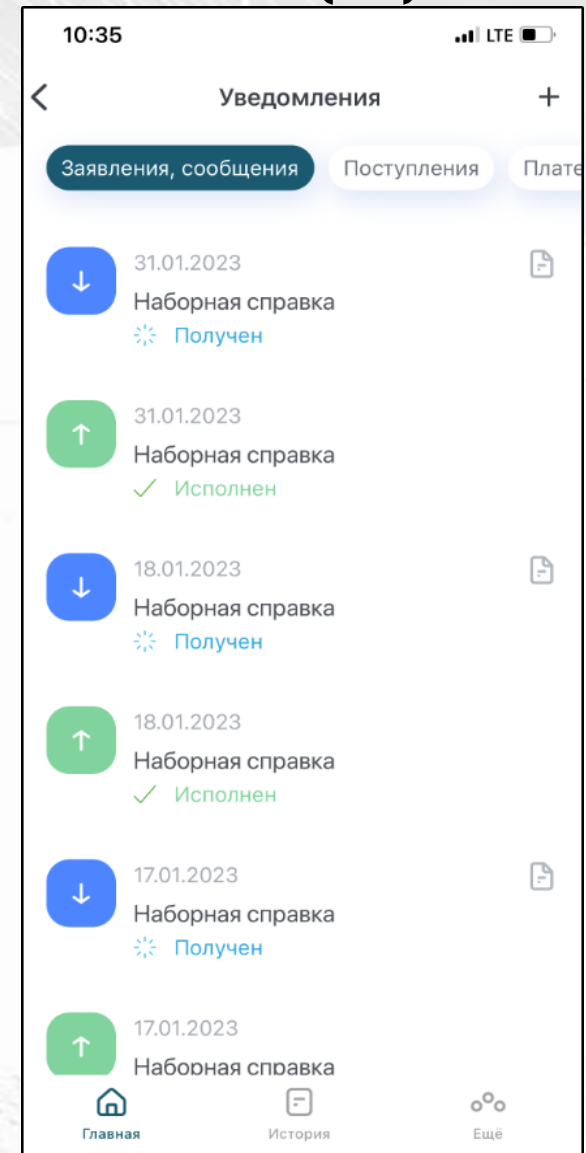 10:35 LTE
Уведомления
Заявления, сообщения Поступления Плате
31.01.2023
Наборная справка
Получен
31.01.2023
Наборная справка
Исполнен
18.01.2023
Наборная справка
Получен
18.01.2023
Наборная справка
Исполнен
17.01.2023
Наборная справка
Получен
17.01.2023
Наборная справка
Главная История Ещё